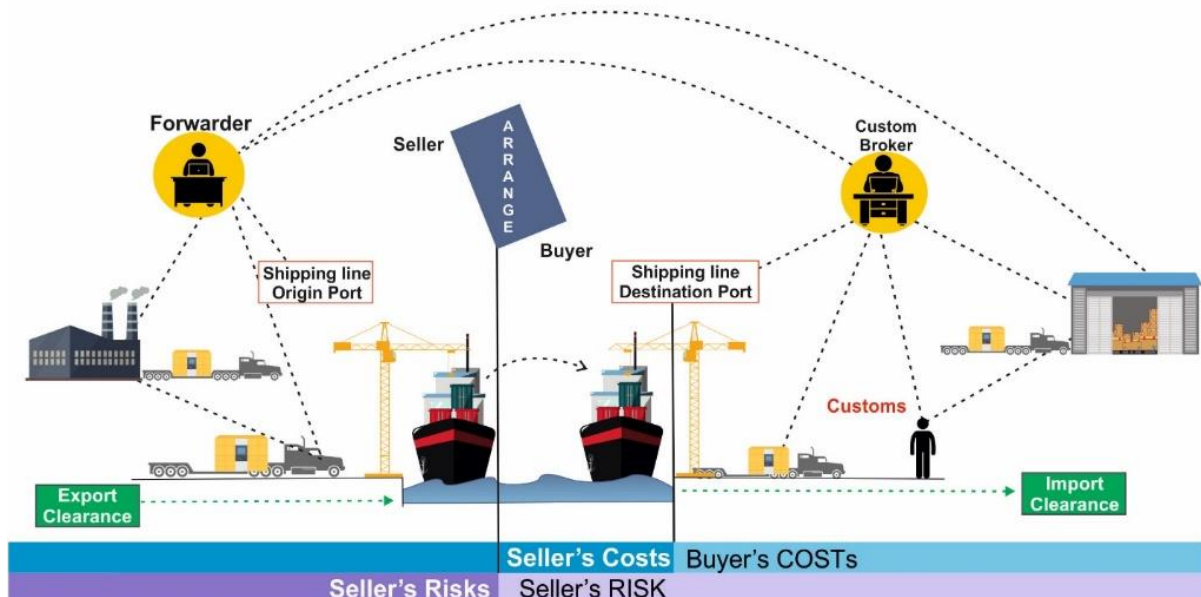 Forwarder
Seller
ARRANGE
Buyer
Custom
Broker
Shipping line
Origin Port
Shipping line
Destination Port
Customs
Export
Clearance
Import
Clearance
Seller's Costs
Buyer's COSTs
Seller's Risks
Seller's RISK